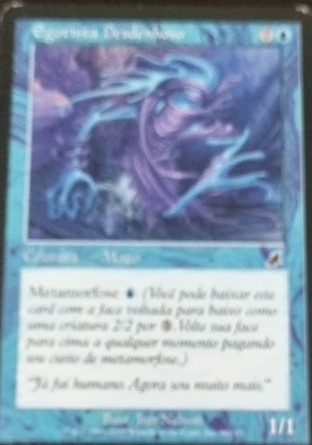 Egotista Desdenhoso
Criatura Mago
Metamorfose (Você pode baixar este
card com a face voltada para baixo como
uma criatura 2/2 por 3. Volte sua face
para cima a qualquer momento pagando
seu custo de metamorfose.)
"Já fui humano. Agora sou muito mais."
1/1